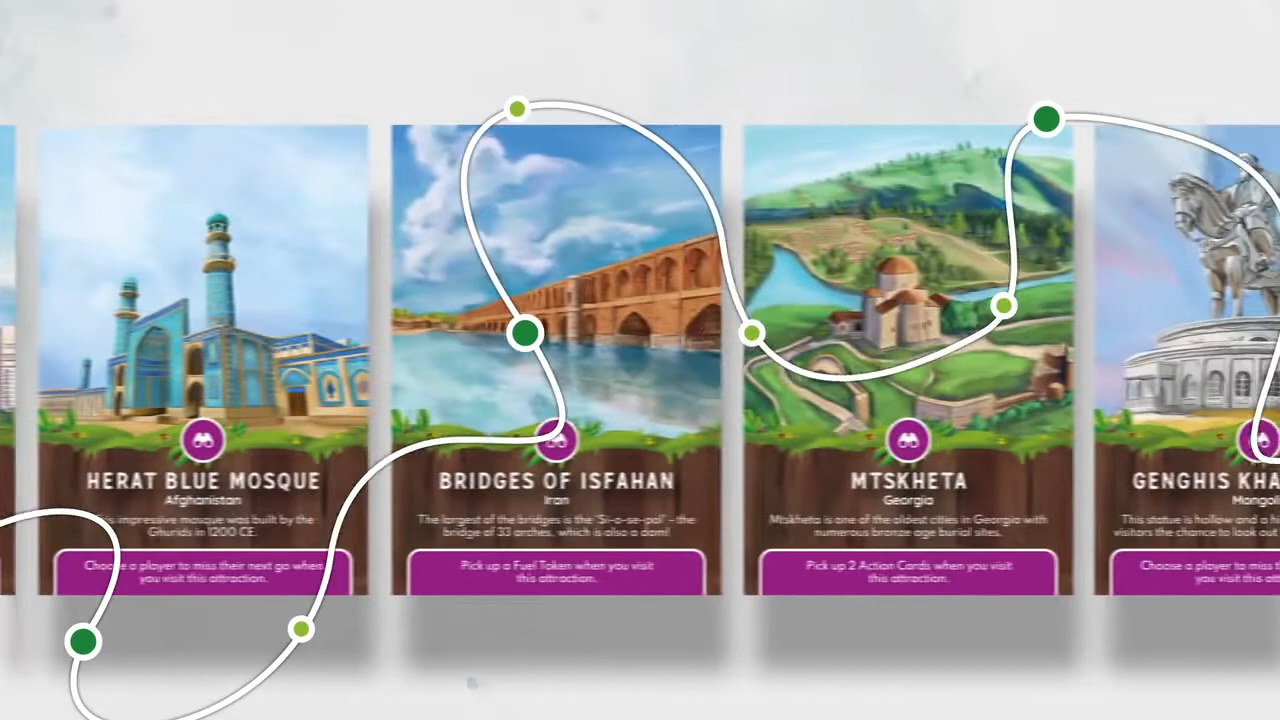 HERAT BLUE MOSQUE
Afghanistan
impressive mosque was built by the
Ghurids in 1200 CE.
Choose a player to miss their next go when
you visit this attraction.
BRIDGES OF ISFAHAN
Iran
The largest of the bridges is the 'Si-o-se-pol' - the
bridge of 33 arches, which is also a dam!
Pick up a Fuel Token when you visit
this attraction.
MTSKHETA
Georgia
Mtskheta is one of the oldest cities in Georgia with
numerous bronze age burial sites.
Pick up 2 Action Cards when you visit
this attraction.
GENGHIS KHA
Mongol
This statue is hollow and a h
visitors the chance to look out
Choose a player to miss t
you visit this att